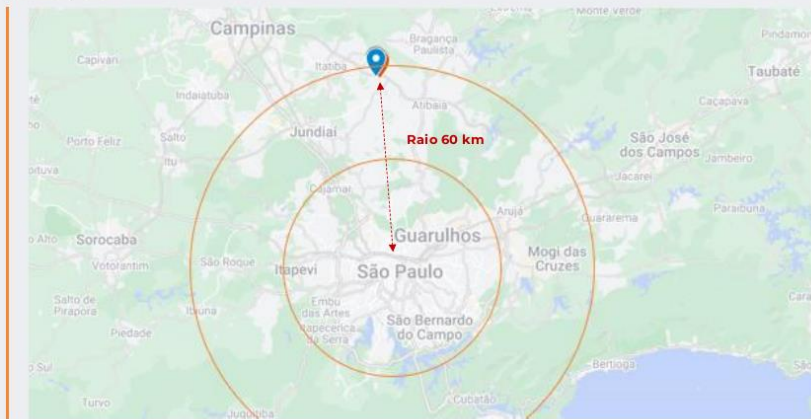 Monte Verde
Campinas
Bragança
Paulista
Pindamon
Capivari
Itatiba
Taubaté
Indaiatuba
Atibaia
Caçapava
Jundiaí
Raio 60 km
Porto Feliz
Salto
São José
dos Campos
Jambeiro
Itu
Jacareí
Cajamar
Paraibuna
Arujá
Guararema
Guarulhos
Sorocaba
Mogi das
Cruzes
Votorantim
São Roque
Itapevi
São Paulo
Salto de
Pirapora
Embu
das Artes
Ibiúna
São Bernardo
do Campo
Itapecerica
da Serra
Piedade
Bertioga
Cubatão
Turvo
Juquitiba